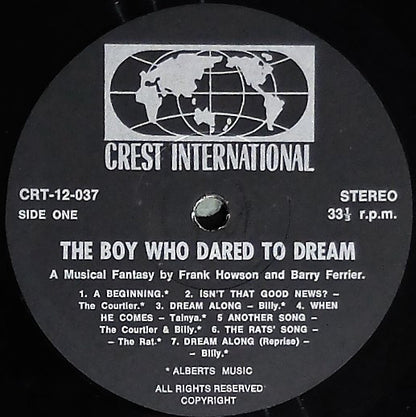 CREST INTERNATIONAL
CRT-12-037
STEREO
SIDE ONE
33⅓ r.p.m.
THE BOY WHO DARED TO DREAM
A Musical Fantasy by Frank Howson and Barry Ferrier.
1. A BEGINNING.* 2. ISN'T THAT GOOD NEWS? –
The Courtier.* 3. DREAM ALONG – Billy.* 4. WHEN
HE COMES – Talnya.* 5 ANOTHER SONG –
The Courtier & Billy.* 6. THE RATS' SONG –
– The Rat.* 7. DREAM ALONG (Reprise) –
– Billy.*
* ALBERTS MUSIC
ALL RIGHTS RESERVED
COPYRIGHT